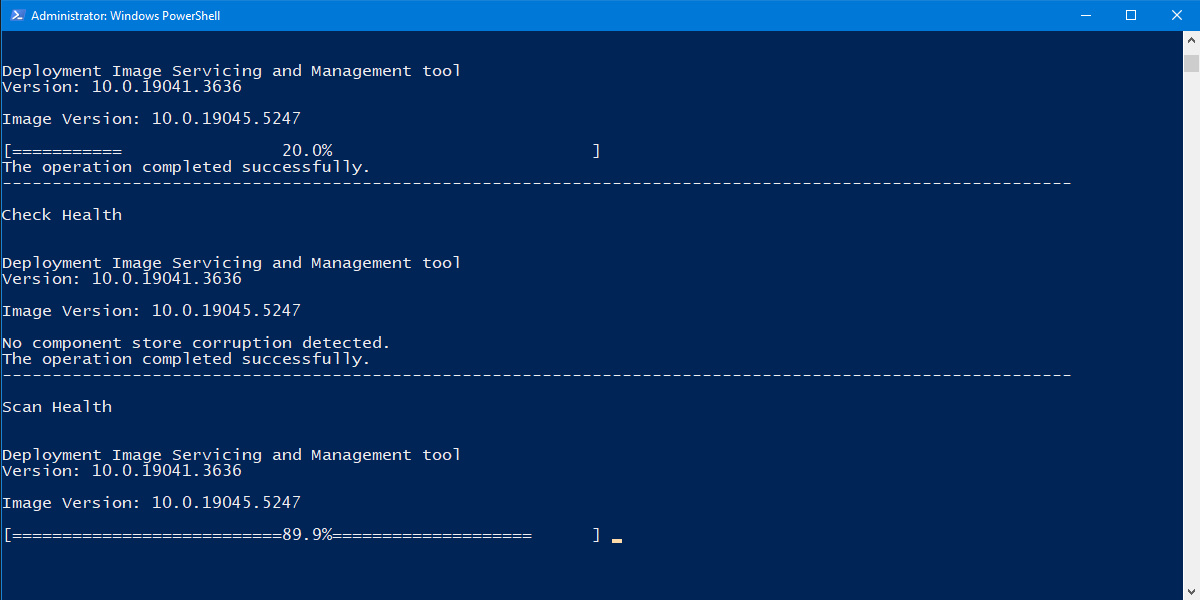 Administrator: Windows PowerShell
Deployment Image Servicing and Management tool
Version: 10.0.19041.3636
Image Version: 10.0.19045.5247
[===========                20.0%                          ]
The operation completed successfully.
-----------------------------------------------------------------------------------------------------------
Check Health
Deployment Image Servicing and Management tool
Version: 10.0.19041.3636
Image Version: 10.0.19045.5247
No component store corruption detected.
The operation completed successfully.
-----------------------------------------------------------------------------------------------------------
Scan Health
Deployment Image Servicing and Management tool
Version: 10.0.19041.3636
Image Version: 10.0.19045.5247
[===========================89.9%====================      ]